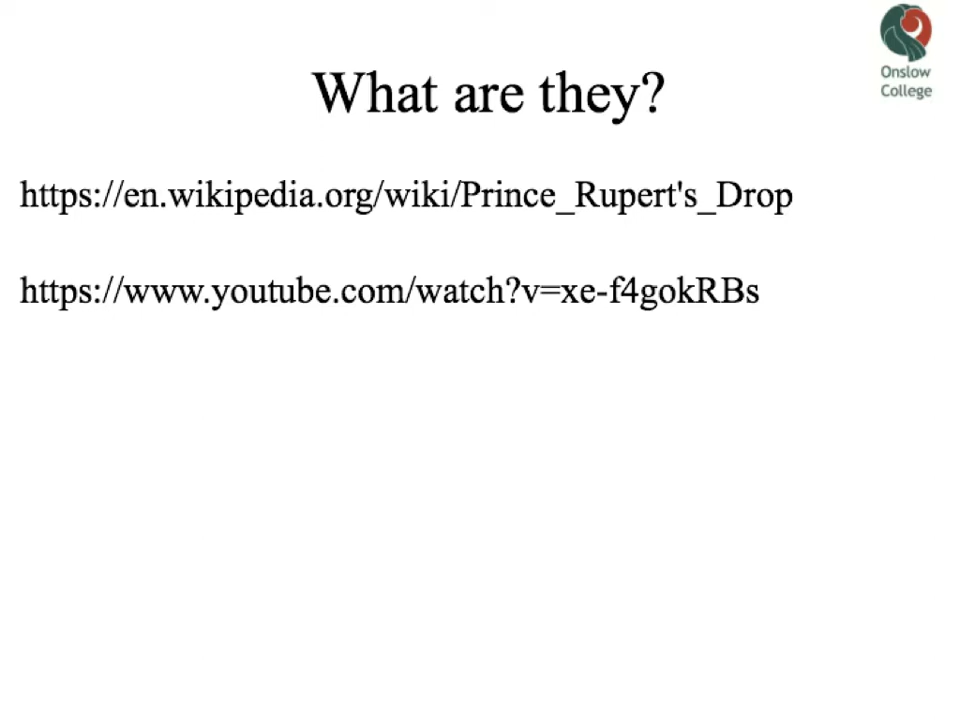 Onslow
College
What are they?
https://en.wikipedia.org/wiki/Prince_Rupert's_Drop
https://www.youtube.com/watch?v=xe-f4gokRBs